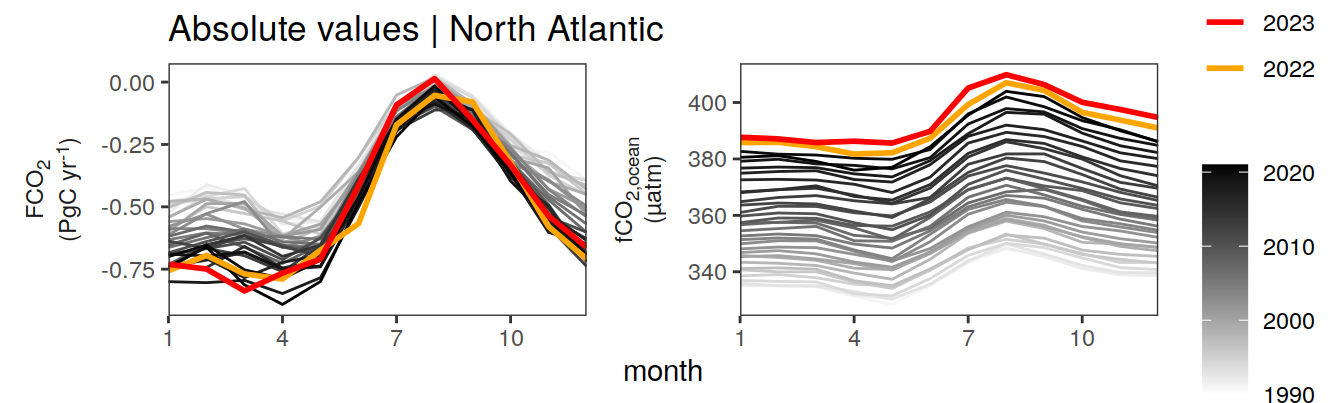 Absolute values | North Atlantic
FCO₂
(PgC yr⁻¹)
0.00
-0.25
-0.50
-0.75
1 4 7 10
fCO₂,ocean
(µatm)
400
380
360
340
1 4 7 10
month
2023
2022
2020
2010
2000
1990